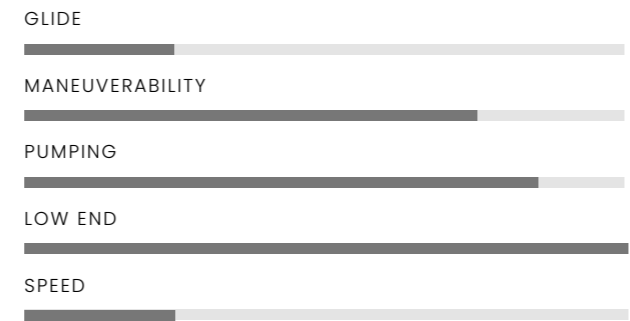 GLIDE
MANEUVERABILITY
PUMPING
LOW END
SPEED